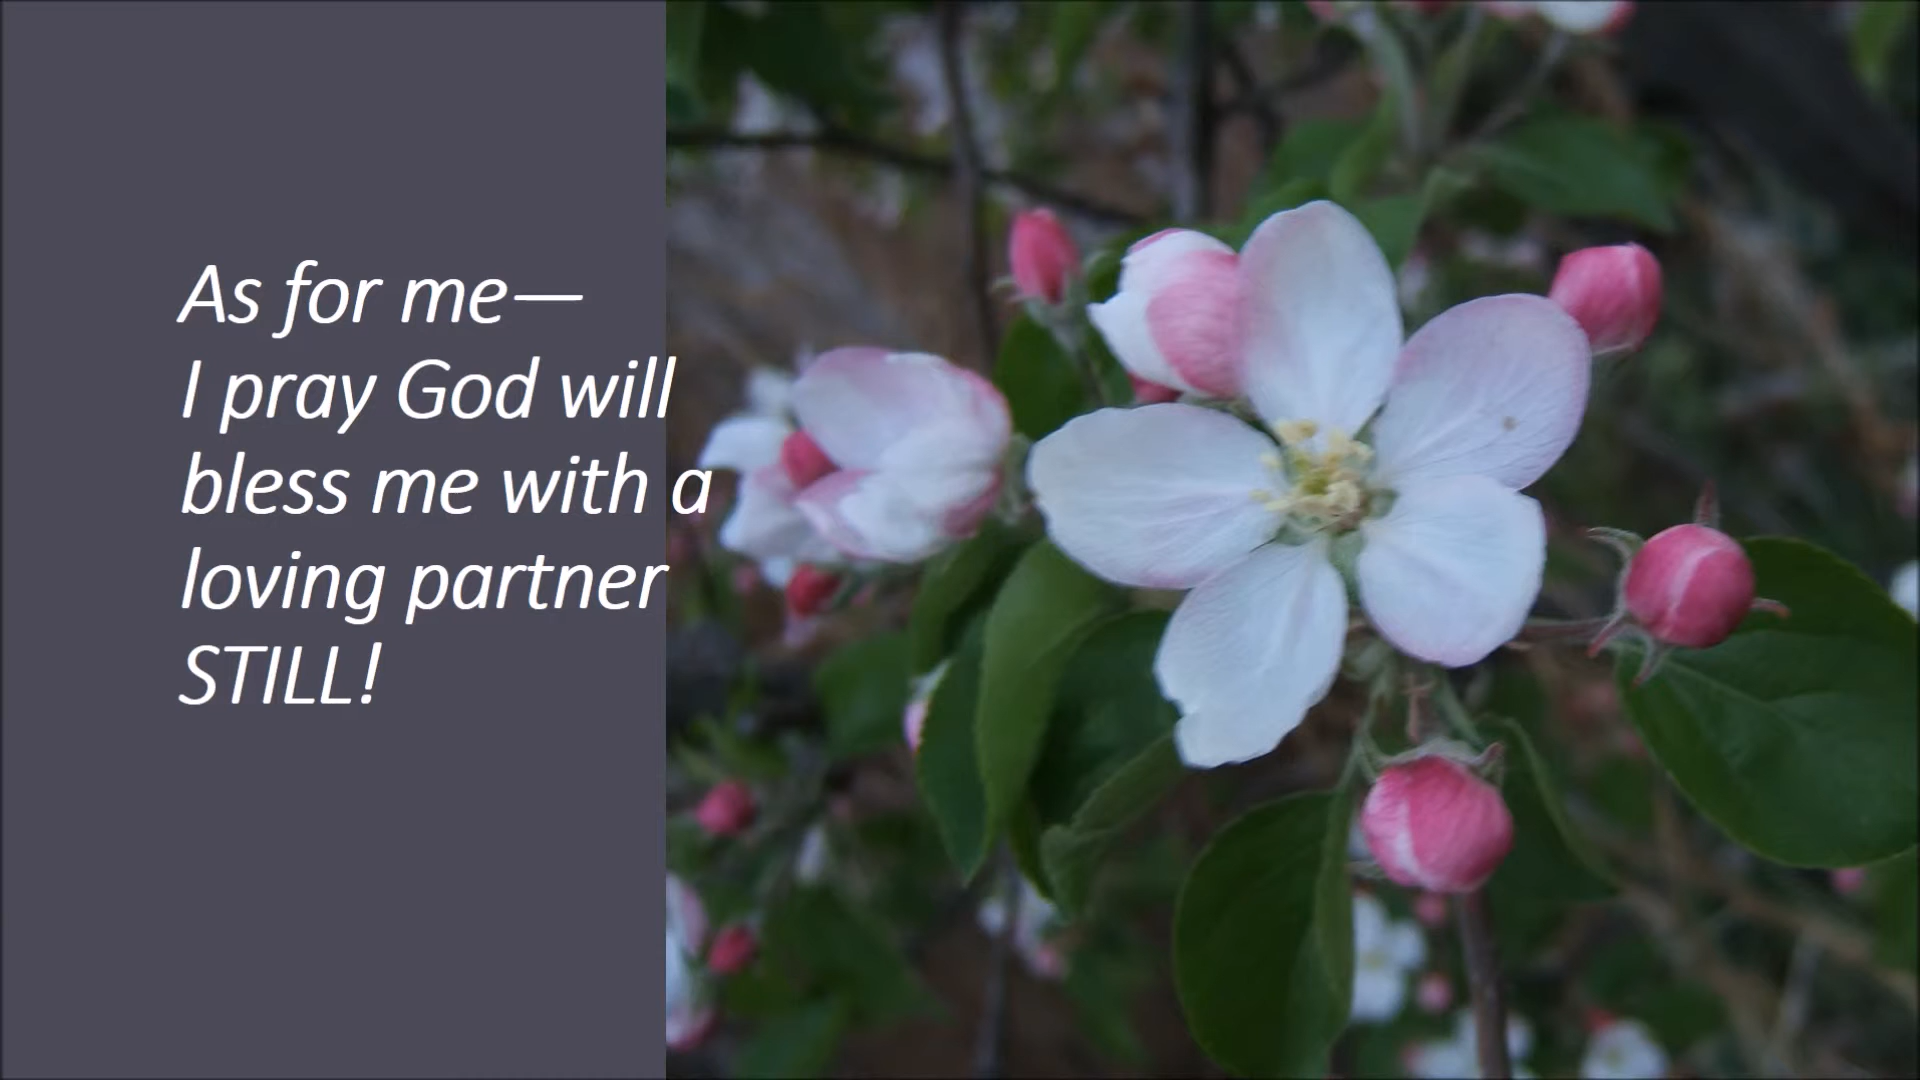 As for me—
I pray God will
bless me with a
loving partner
STILL!